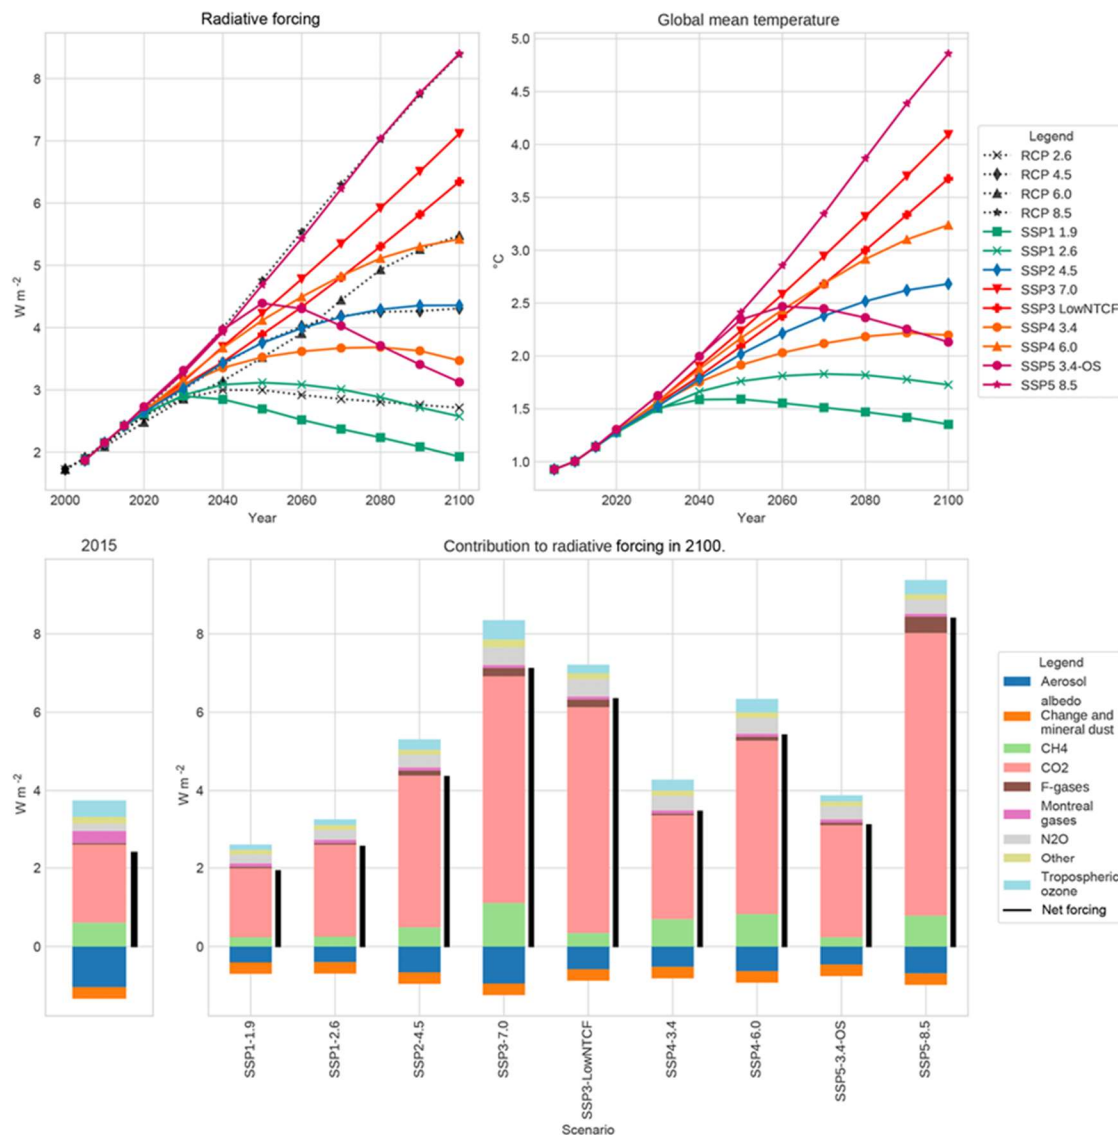 Radiative forcing
8
7
6
5
4
3
2
W m⁻²
2000 2020 2040 2060 2080 2100
Year
Global mean temperature
5.0
4.5
4.0
3.5
3.0
2.5
2.0
1.5
1.0
°C
2020 2040 2060 2080 2100
Year
Legend
RCP 2.6
RCP 4.5
RCP 6.0
RCP 8.5
SSP1 1.9
SSP1 2.6
SSP2 4.5
SSP3 7.0
SSP3 LowNTCF
SSP4 3.4
SSP4 6.0
SSP5 3.4-OS
SSP5 8.5
2015
8
6
4
2
0
W m⁻²
Contribution to radiative forcing in 2100.
8
6
4
2
0
W m⁻²
SSP1-1.9
SSP1-2.6
SSP2-4.5
SSP3-7.0
SSP3-LowNTCF
SSP4-3.4
SSP4-6.0
SSP5-3.4-OS
SSP5-8.5
Scenario
Legend
Aerosol
albedo
Change and
mineral dust
CH4
CO2
F-gases
Montreal
gases
N2O
Other
Tropospheric
ozone
Net forcing